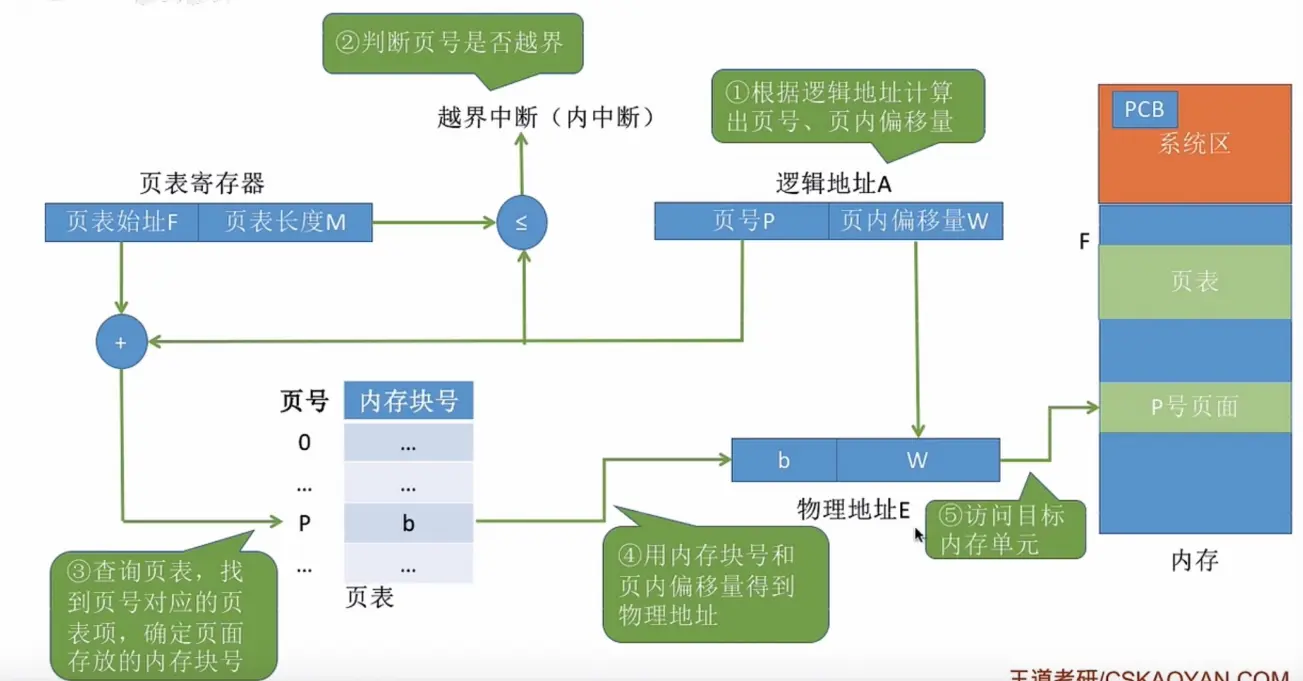 ②判断页号是否越界
越界中断（内中断）
①根据逻辑地址计算
出页号、页内偏移量
PCB
系统区
页表寄存器
逻辑地址A
页表始址F
页表长度M
≤
页号P
页内偏移量W
F
页表
+
页号
内存块号
0
...
...
...
P
b
...
...
页表
P号页面
b
W
物理地址E
③查询页表，找
到页号对应的页
表项，确定页面
存放的内存块号
④用内存块号和
页内偏移量得到
物理地址
⑤访问目标
内存单元
内存
王道考研/CSKAOYAN.COM